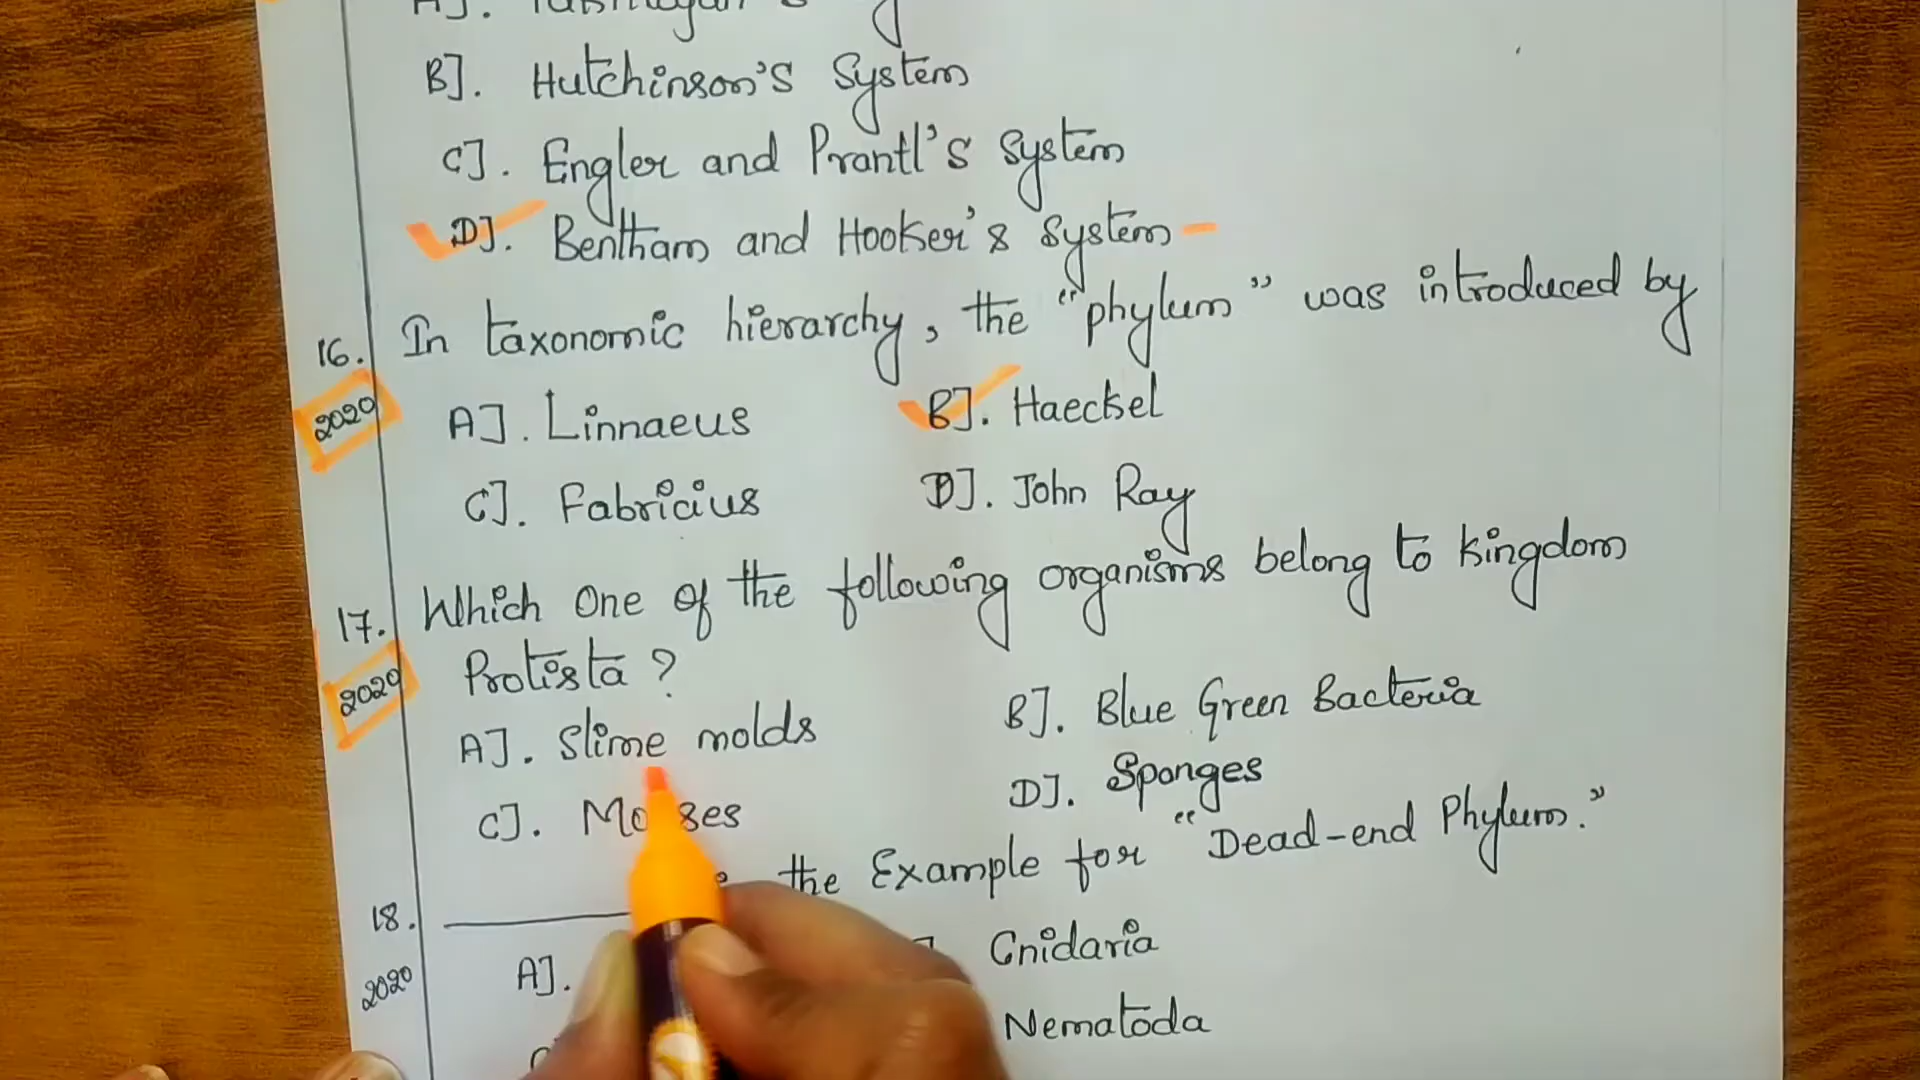 B]. Hutchinson's System
C]. Engler and Prantl's System
D]. Bentham and Hooker's System
16. In taxonomic hierarchy, the "phylum" was introduced by
2020
A]. Linnaeus B]. Haeckel
C]. Fabricius D]. John Ray
17. Which one of the following organisms belong to kingdom
2020 Protista ?
A]. Slime molds B]. Blue Green Bacteria
C]. D]. Sponges
18. the Example for "Dead-end Phylum."
2020 A]. Cnidaria
Nematoda